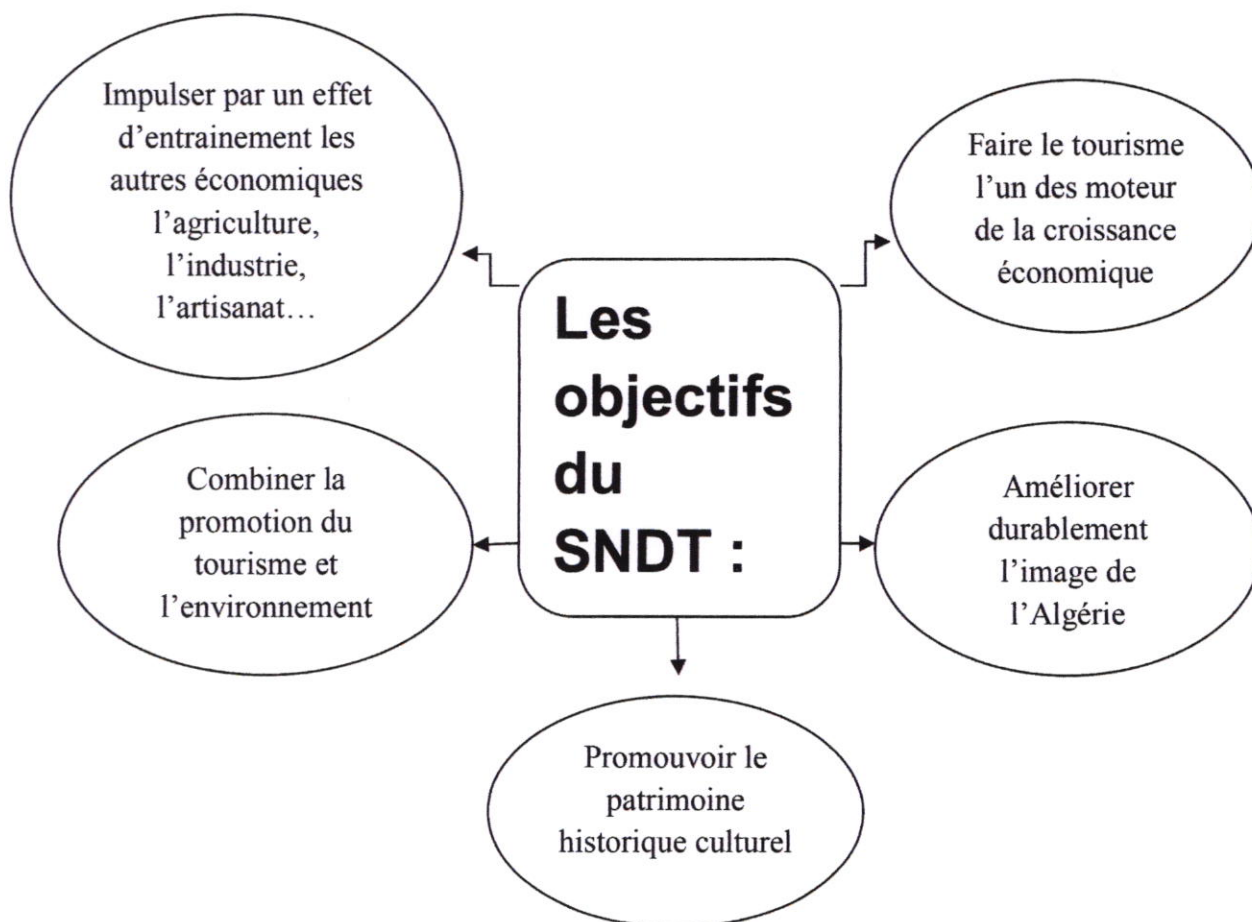 Impulser par un effet
d’entrainement les
autres économiques
l’agriculture,
l’industrie,
l’artisanat…
Faire le tourisme
l’un des moteur
de la croissance
économique
Les
objectifs
du
SNDT :
Combiner la
promotion du
tourisme et
l’environnement
Améliorer
durablement
l’image de
l’Algérie
Promouvoir le
patrimoine
historique culturel